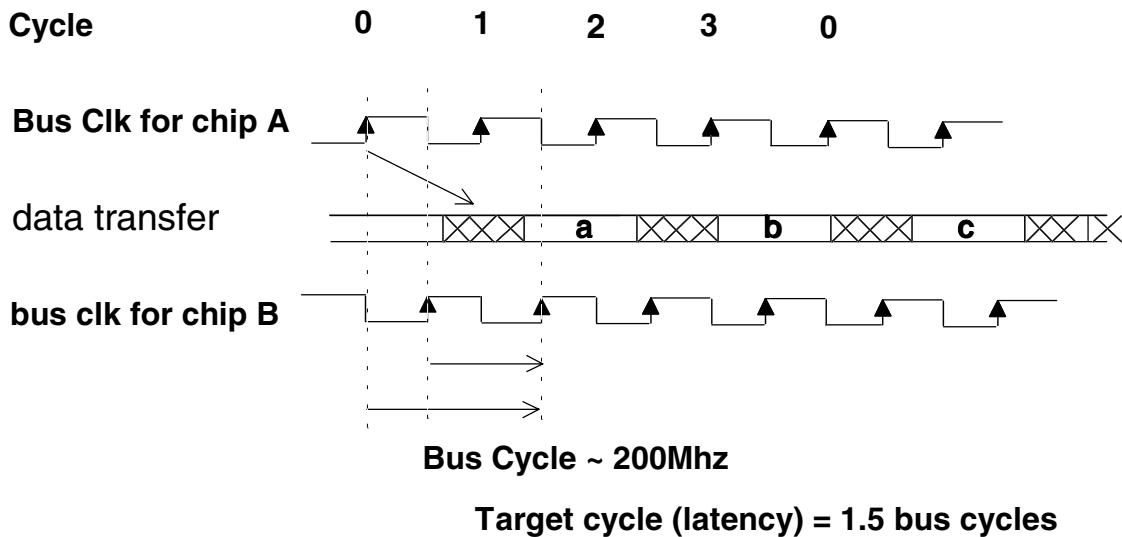 Cycle 0 1 2 3 0
Bus Clk for chip A
data transfer a b c
bus clk for chip B
Bus Cycle ~ 200Mhz
Target cycle (latency) = 1.5 bus cycles